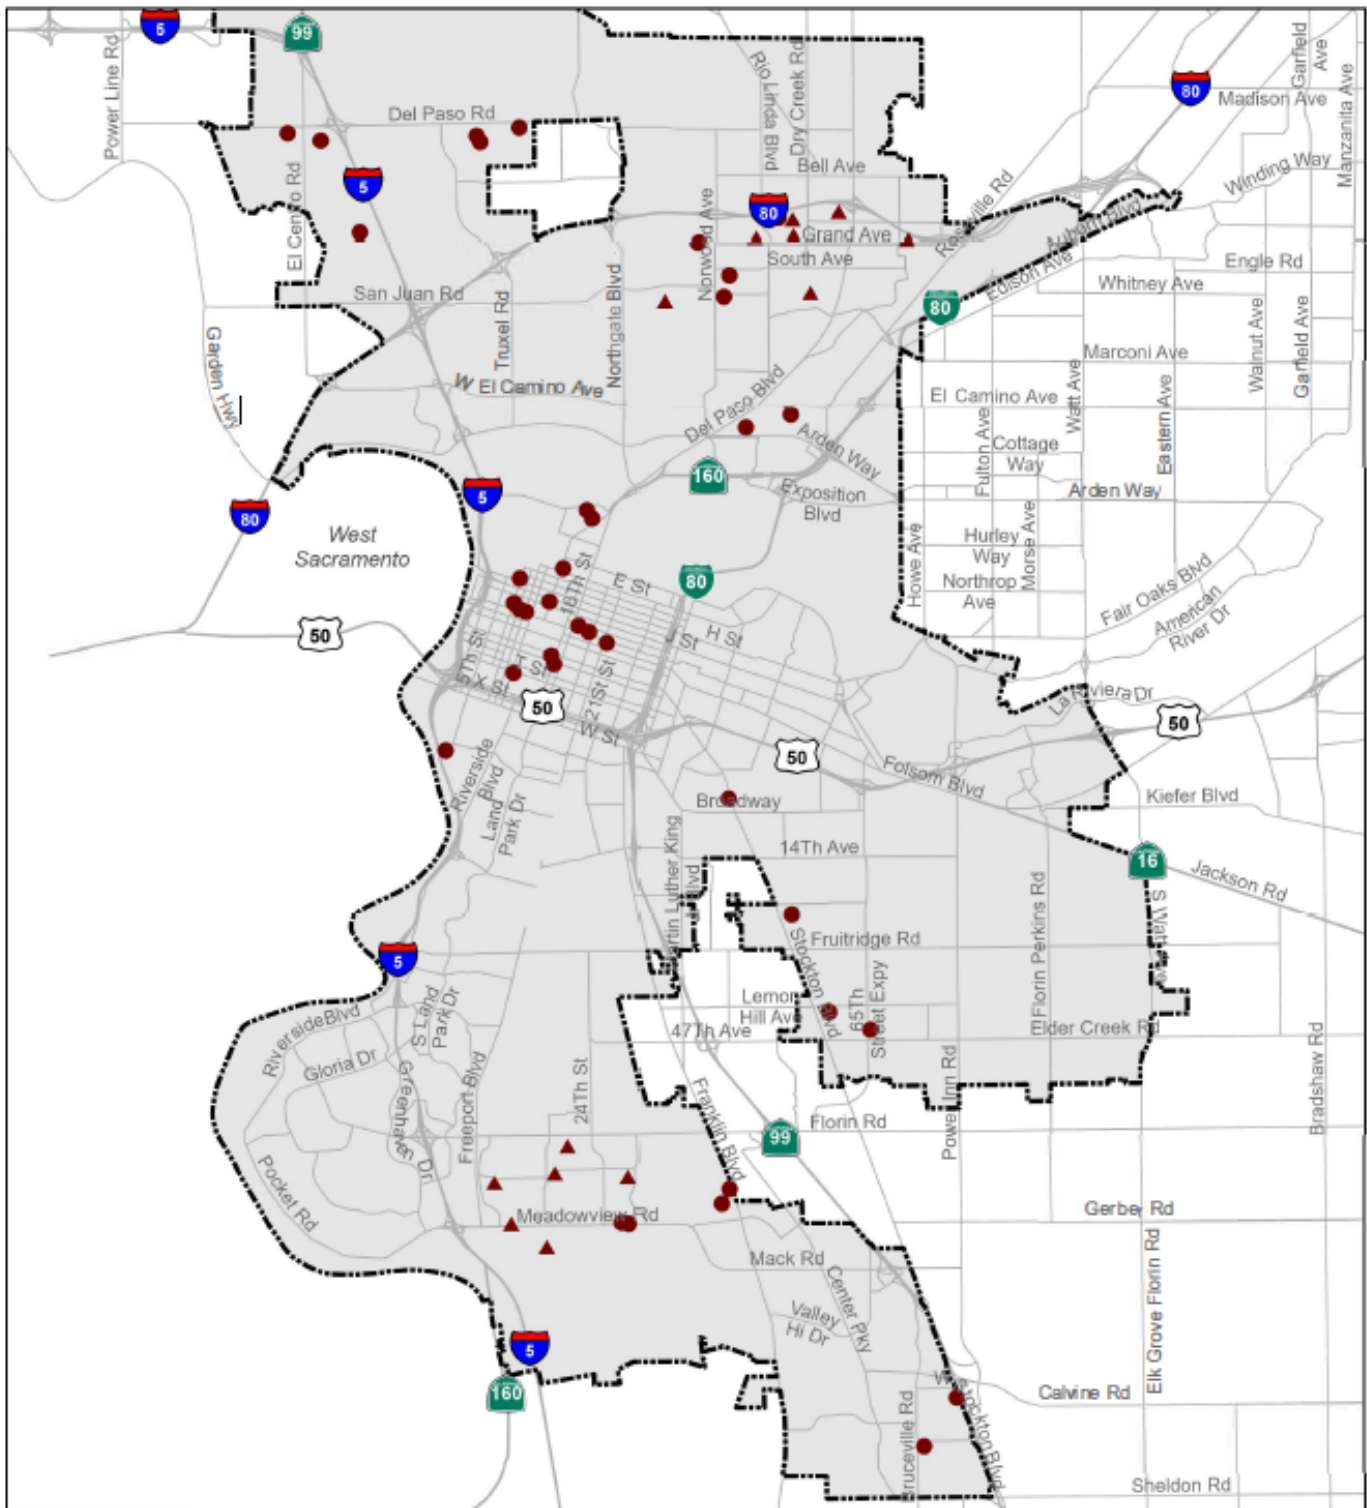 5
99
80
Power Line Rd
Del Paso Rd
Rio Linda Blvd
Dry Creek Rd
Garfield
Ave
Madison Ave
Manzanita Ave
Bell Ave
Winding Way
5
El Centro Rd
80
Norwood Ave
Grand Ave
South Ave
Roseville Rd
Auburn Blvd
Edison Ave
Engle Rd
Whitney Ave
San Juan Rd
Truxel Rd
Northgate Blvd
80
Garden Hwy
Marconi Ave
Walnut Ave
Garfield Ave
W El Camino Ave
El Camino Ave
Watt Ave
Del Paso Blvd
Arden Way
Fulton Ave
Cottage
Way
Eastern Ave
160
Exposition
Blvd
Arden Way
5
80
West
Sacramento
Howe Ave
Hurley
Way
Morse Ave
Northrop
Ave
Fair Oaks Blvd
American
River Dr
16Th St
E St
80
50
J St
H St
5Th St
T St
X St
21St St
50
W St
La Riviera Dr
50
50
Folsom Blvd
Riverside
Blvd
Land
Park Dr
Broadway
Kiefer Blvd
14Th Ave
16
Jackson Rd
Martin Luther King
Blvd
Florin Perkins Rd
S Watt Ave
Stockton Blvd
Fruitridge Rd
5
Lemon
Hill Ave
65Th
Street Expy
47Th Ave
Elder Creek Rd
Riverside Blvd
S Land
Park Dr
Gloria Dr
Greenhaven Dr
Freeport Blvd
24Th St
Franklin Blvd
Power Inn Rd
Bradshaw Rd
99
Florin Rd
Pocket Rd
Meadowview Rd
Gerber Rd
Mack Rd
Center Pky
Valley
Hi Dr
Elk Grove Florin Rd
5
160
Bruceville Rd
W Stockton Blvd
Calvine Rd
Sheldon Rd